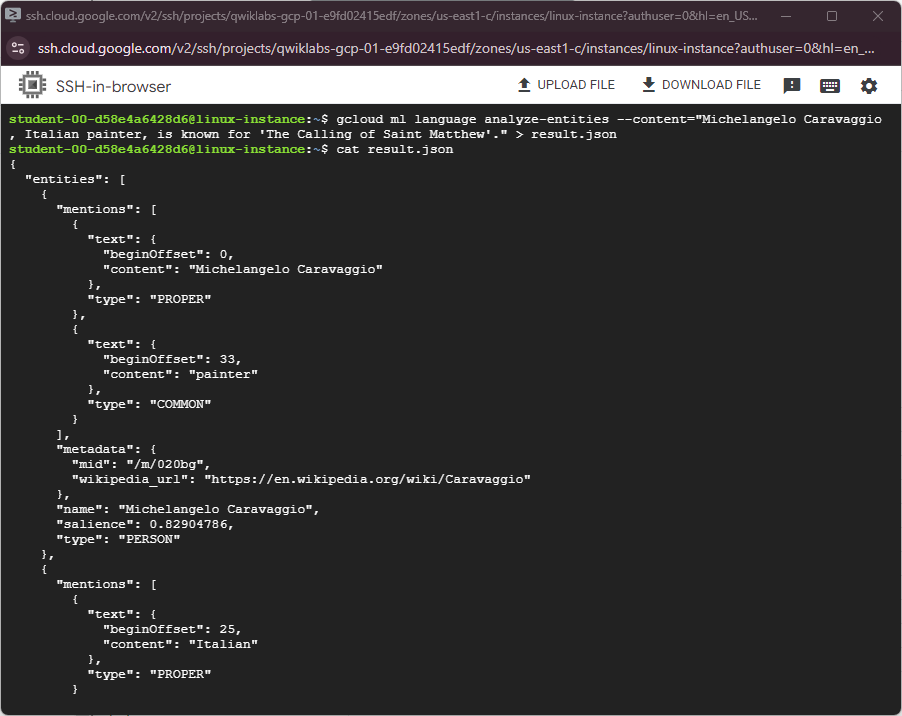 ssh.cloud.google.com/v2/ssh/projects/qwiklabs-gcp-01-e9fd02415edf/zones/us-east1-c/instances/linux-instance?authuser=0&hl=en_US...
ssh.cloud.google.com/v2/ssh/projects/qwiklabs-gcp-01-e9fd02415edf/zones/us-east1-c/instances/linux-instance?authuser=0&hl=en_...
SSH-in-browser UPLOAD FILE DOWNLOAD FILE
student-00-d58e4a6428d6@linux-instance:~$ gcloud ml language analyze-entities --content="Michelangelo Caravaggio
, Italian painter, is known for 'The Calling of Saint Matthew'." > result.json
student-00-d58e4a6428d6@linux-instance:~$ cat result.json
{
  "entities": [
    {
      "mentions": [
        {
          "text": {
            "beginOffset": 0,
            "content": "Michelangelo Caravaggio"
          },
          "type": "PROPER"
        },
        {
          "text": {
            "beginOffset": 33,
            "content": "painter"
          },
          "type": "COMMON"
        }
      ],
      "metadata": {
        "mid": "/m/020bg",
        "wikipedia_url": "https://en.wikipedia.org/wiki/Caravaggio"
      },
      "name": "Michelangelo Caravaggio",
      "salience": 0.82904786,
      "type": "PERSON"
    },
    {
      "mentions": [
        {
          "text": {
            "beginOffset": 25,
            "content": "Italian"
          },
          "type": "PROPER"
        }